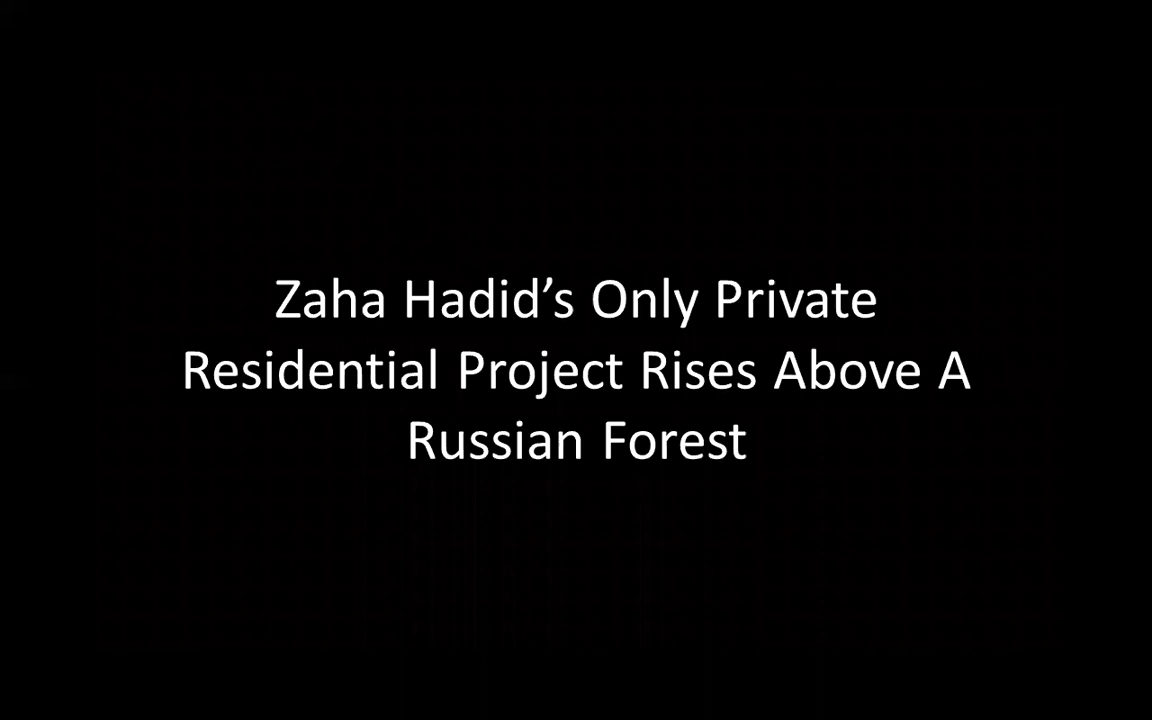 Zaha Hadid’s Only Private
Residential Project Rises Above A
Russian Forest